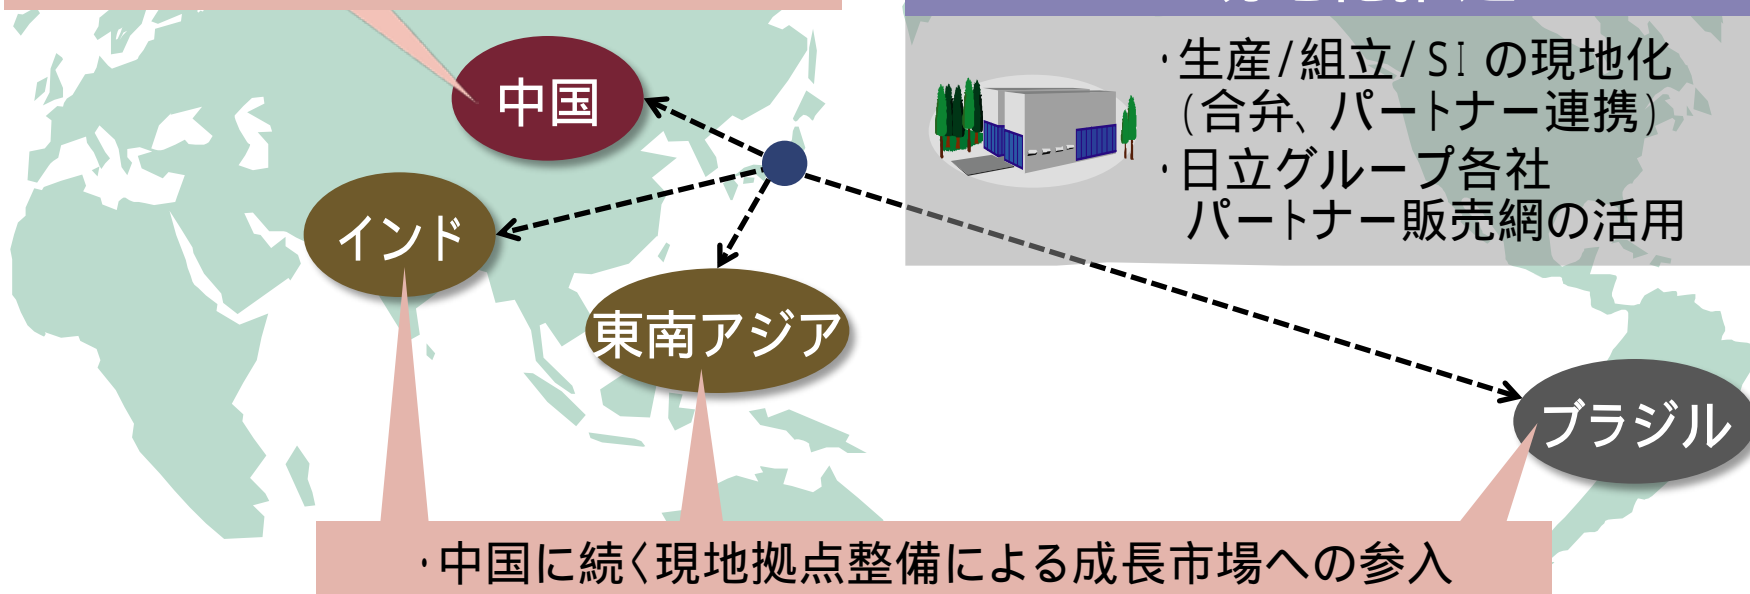 中国
・生産/組立/SIの現地化
(合弁、パートナー連携)
・日立グループ各社
パートナー販売網の活用
インド
東南アジア
ブラジル
・中国に続く現地拠点整備による成長市場への参入